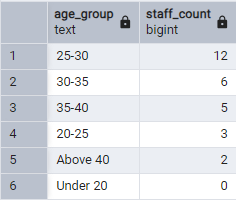 age_group staff_count
text bigint
1 25-30 12
2 30-35 6
3 35-40 5
4 20-25 3
5 Above 40 2
6 Under 20 0